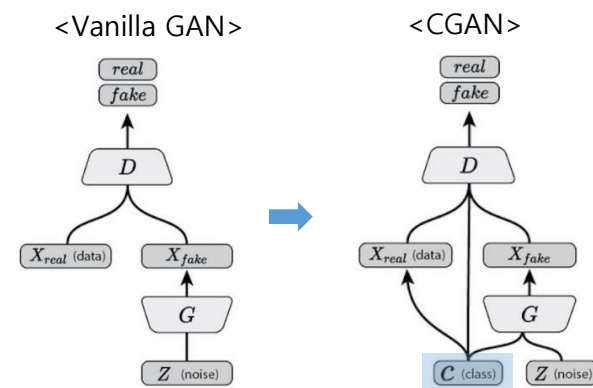 <Vanilla GAN>
real
fake
D
X_real (data)
X_fake
G
Z (noise)
<CGAN>
real
fake
D
X_real (data)
X_fake
G
C (class)
Z (noise)